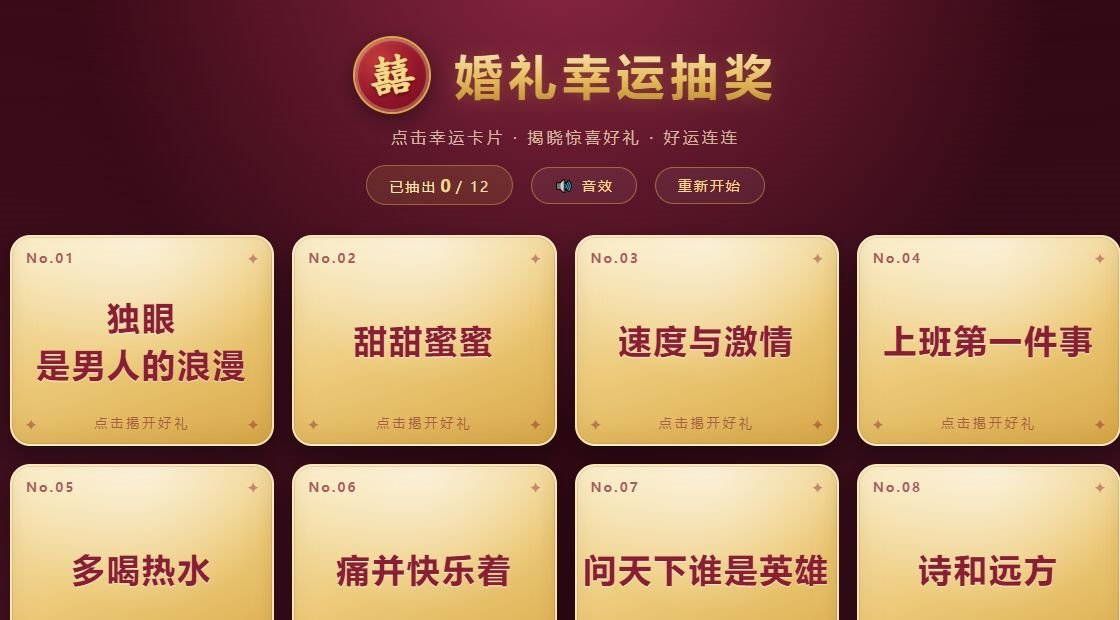 囍 婚礼幸运抽奖
点击幸运卡片 · 揭晓惊喜好礼 · 好运连连
已抽出 0 / 12 音效 重新开始
No.01 No.02 No.03 No.04
独眼
是男人的浪漫
甜甜蜜蜜
速度与激情
上班第一件事
点击揭开好礼 点击揭开好礼 点击揭开好礼 点击揭开好礼
No.05 No.06 No.07 No.08
多喝热水
痛并快乐着
问天下谁是英雄
诗和远方